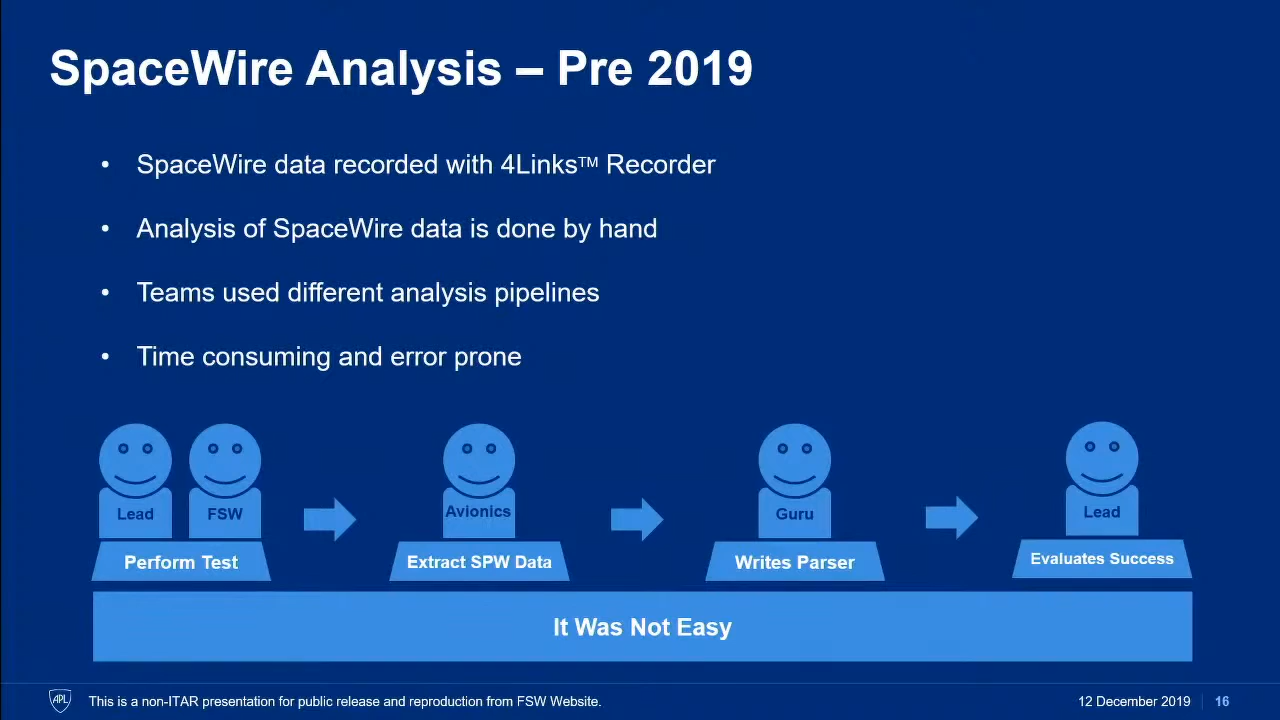 SpaceWire Analysis – Pre 2019
• SpaceWire data recorded with 4Links™ Recorder
• Analysis of SpaceWire data is done by hand
• Teams used different analysis pipelines
• Time consuming and error prone
Lead
FSW
Avionics
Guru
Lead
Perform Test
Extract SPW Data
Writes Parser
Evaluates Success
It Was Not Easy
APL
This is a non-ITAR presentation for public release and reproduction from FSW Website.
12 December 2019
16